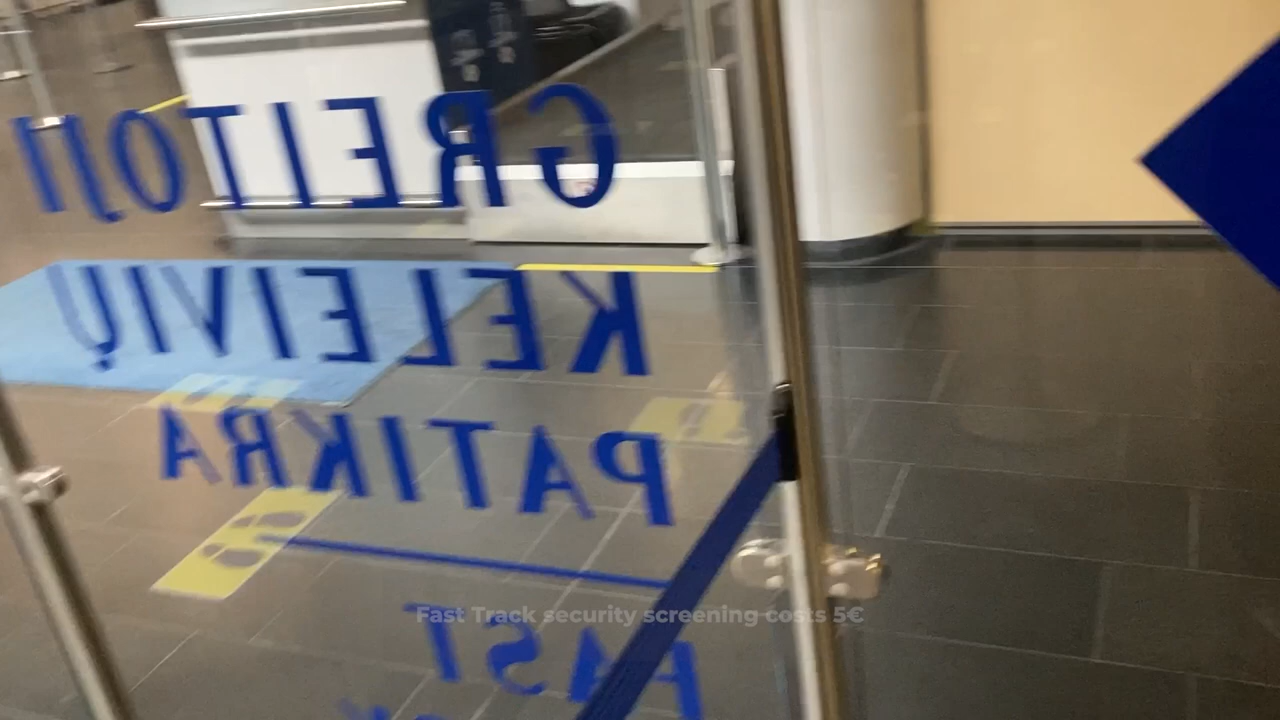 GREITOJI
KELEIVIŲ
PATIKRA
FAST
Fast Track security screening costs 5€